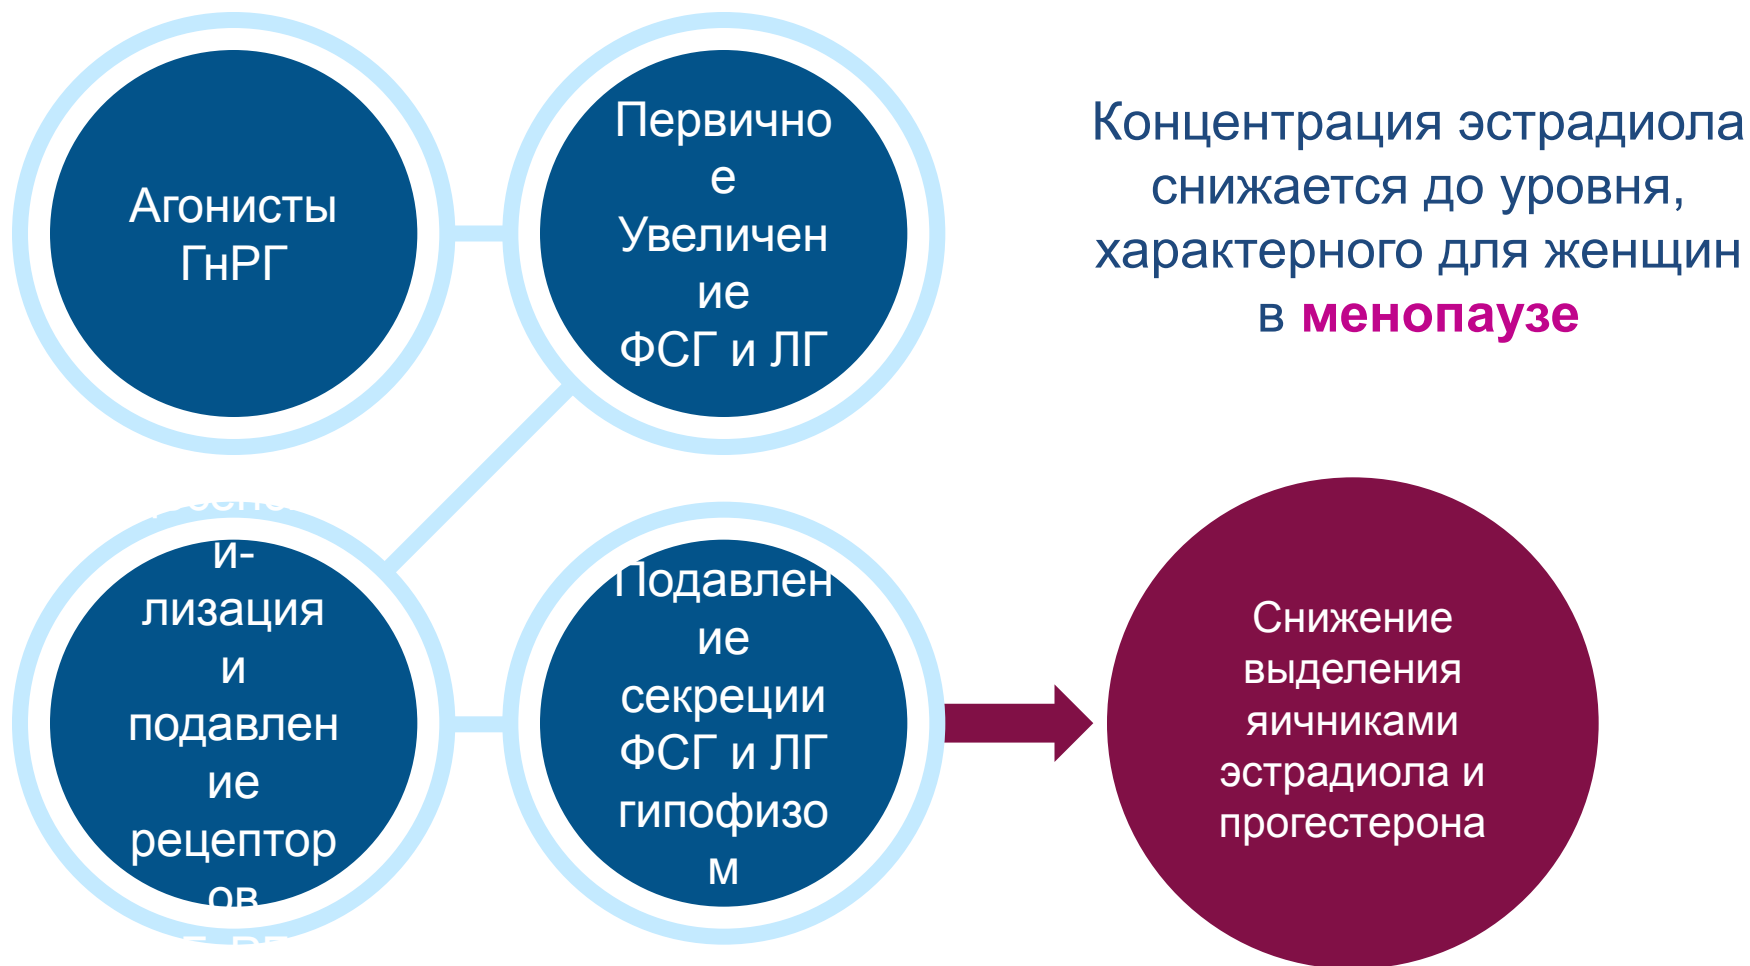 Агонисты
ГнРГ
Первично
е
Увеличен
ие
ФСГ и ЛГ
Концентрация эстрадиола
снижается до уровня,
характерного для женщин
в менопаузе
и-
лизация
и
подавлен
ие
рецептор
ов
Подавлен
ие
секреции
ФСГ и ЛГ
гипофизо
м
Снижение
выделения
яичниками
эстрадиола и
прогестерона